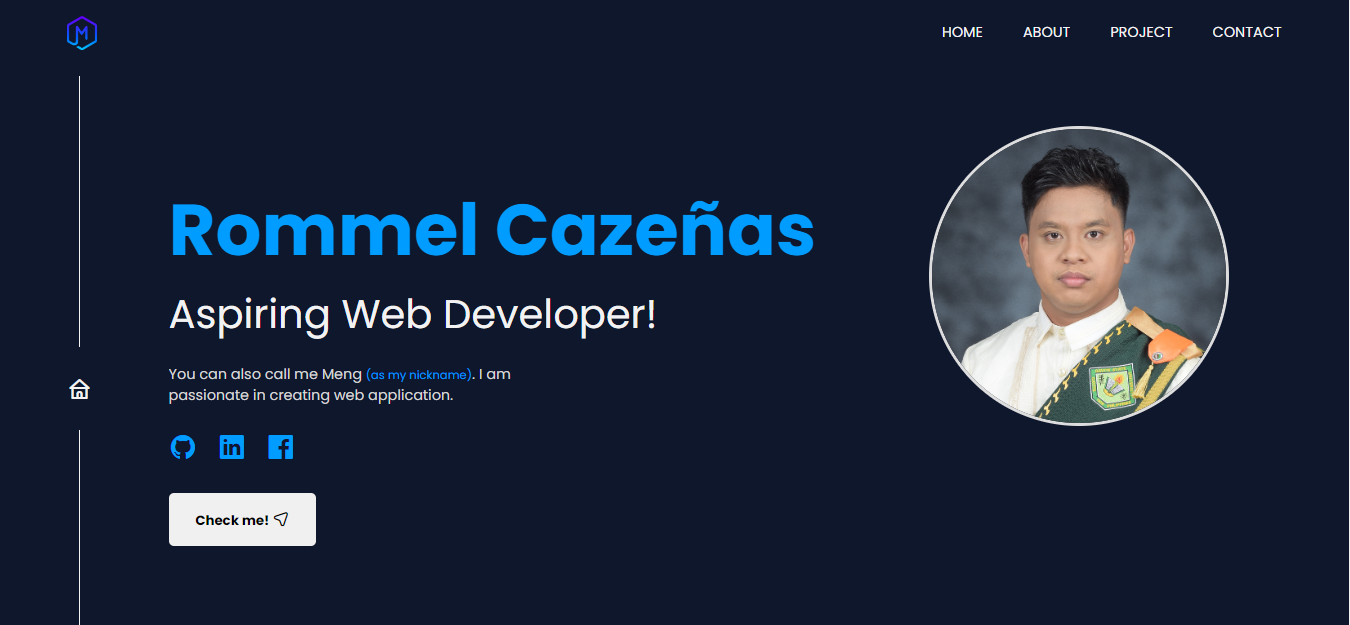 M
HOME ABOUT PROJECT CONTACT
Rommel Cazeñas
Aspiring Web Developer!
You can also call me Meng (as my nickname). I am
passionate in creating web application.
in
Check me!